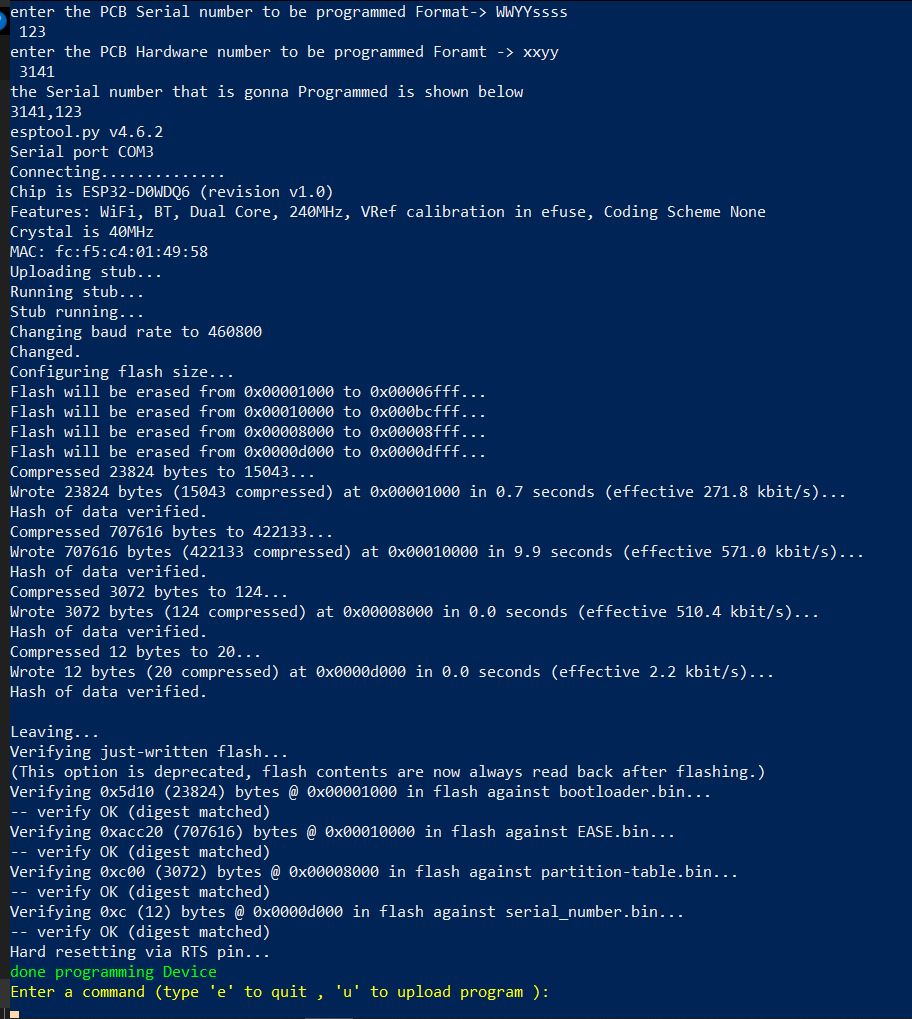 enter the PCB Serial number to be programmed Format-> WWYYssss
123
enter the PCB Hardware number to be programmed Foramt -> xxyy
3141
the Serial number that is gonna Programmed is shown below
3141,123
esptool.py v4.6.2
Serial port COM3
Connecting..............
Chip is ESP32-D0WDQ6 (revision v1.0)
Features: WiFi, BT, Dual Core, 240MHz, VRef calibration in efuse, Coding Scheme None
Crystal is 40MHz
MAC: fc:f5:c4:01:49:58
Uploading stub...
Running stub...
Stub running...
Changing baud rate to 460800
Changed.
Configuring flash size...
Flash will be erased from 0x00001000 to 0x00006fff...
Flash will be erased from 0x00010000 to 0x000bcfff...
Flash will be erased from 0x00008000 to 0x00008fff...
Flash will be erased from 0x0000d000 to 0x0000dfff...
Compressed 23824 bytes to 15043...
Wrote 23824 bytes (15043 compressed) at 0x00001000 in 0.7 seconds (effective 271.8 kbit/s)...
Hash of data verified.
Compressed 707616 bytes to 422133...
Wrote 707616 bytes (422133 compressed) at 0x00010000 in 9.9 seconds (effective 571.0 kbit/s)...
Hash of data verified.
Compressed 3072 bytes to 124...
Wrote 3072 bytes (124 compressed) at 0x00008000 in 0.0 seconds (effective 510.4 kbit/s)...
Hash of data verified.
Compressed 12 bytes to 20...
Wrote 12 bytes (20 compressed) at 0x0000d000 in 0.0 seconds (effective 2.2 kbit/s)...
Hash of data verified.

Leaving...
Verifying just-written flash...
(This option is deprecated, flash contents are now always read back after flashing.)
Verifying 0x5d10 (23824) bytes @ 0x00001000 in flash against bootloader.bin...
-- verify OK (digest matched)
Verifying 0xacc20 (707616) bytes @ 0x00010000 in flash against EASE.bin...
-- verify OK (digest matched)
Verifying 0xc00 (3072) bytes @ 0x00008000 in flash against partition-table.bin...
-- verify OK (digest matched)
Verifying 0xc (12) bytes @ 0x0000d000 in flash against serial_number.bin...
-- verify OK (digest matched)
Hard resetting via RTS pin...
done programming Device
Enter a command (type 'e' to quit , 'u' to upload program ):